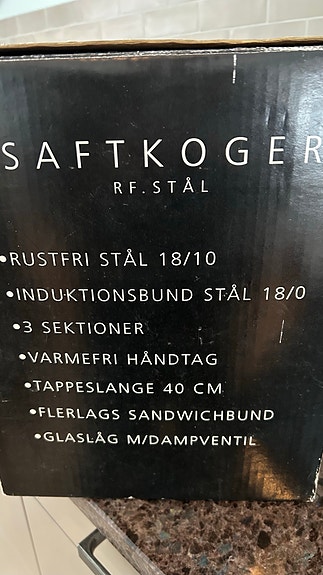 SAFTKOGER
RF. STÅL
•RUSTFRI STÅL 18/10
•INDUKTIONSBUND STÅL 18/0
•3 SEKTIONER
•VARMEFRI HÅNDTAG
•TAPPESLANGE 40 CM
•FLERLAGS SANDWICHBUND
•GLASLÅG M/DAMPVENTIL